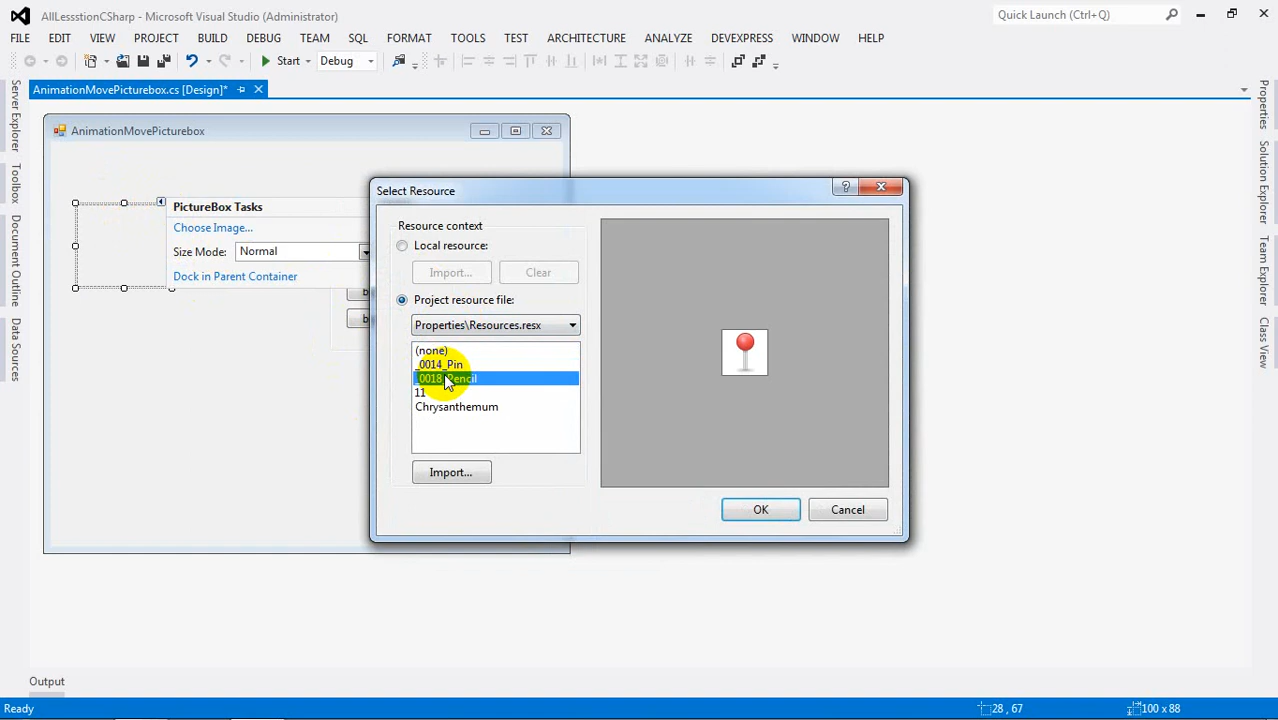 AllLesstionCSharp - Microsoft Visual Studio (Administrator)
Quick Launch (Ctrl+Q)
FILE EDIT VIEW PROJECT BUILD DEBUG TEAM SQL FORMAT TOOLS TEST ARCHITECTURE ANALYZE DEVEXPRESS WINDOW HELP
Start Debug
AnimationMovePicturebox.cs [Design]*
Server Explorer
Toolbox
Document Outline
Data Sources
AnimationMovePicturebox
PictureBox Tasks
Choose Image...
Size Mode: Normal
Dock in Parent Container
b
b
Select Resource
Resource context
Local resource:
Import... Clear
Project resource file:
Properties\Resources.resx
(none)
_0014_Pin
_0018_Pencil
11
Chrysanthemum
Import...
OK Cancel
Properties
Solution Explorer
Team Explorer
Class View
Output
Ready 28 , 67 100 x 88